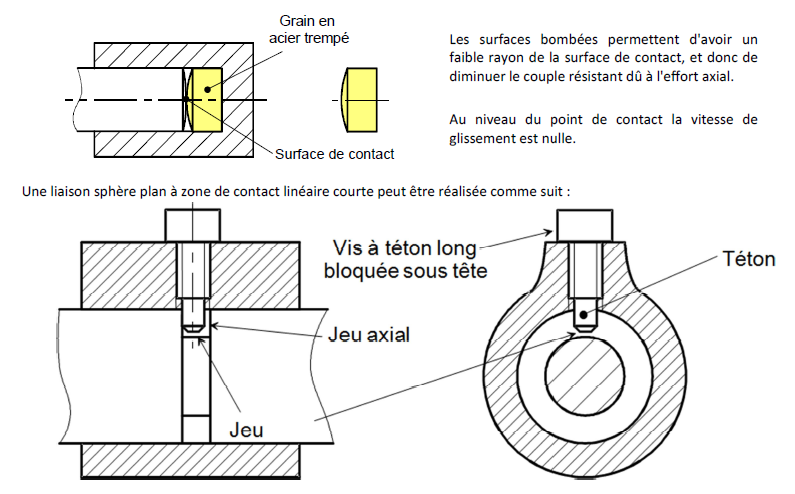 Grain en
acier trempé
Surface de contact
Les surfaces bombées permettent d'avoir un
faible rayon de la surface de contact, et donc de
diminuer le couple résistant dû à l'effort axial.
Au niveau du point de contact la vitesse de
glissement est nulle.
Une liaison sphère plan à zone de contact linéaire courte peut être réalisée comme suit :
Vis à téton long
bloquée sous tête
Téton
Jeu axial
Jeu